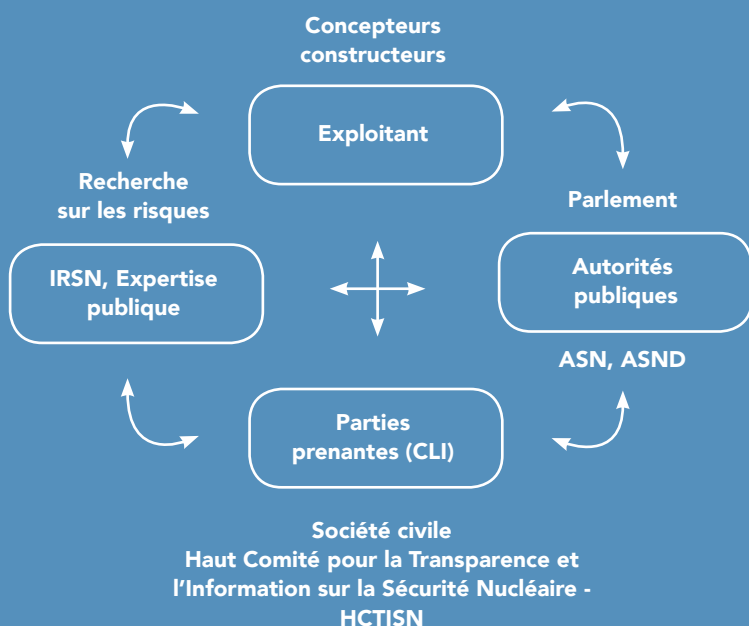 Concepteurs
constructeurs
Exploitant
Recherche
sur les risques
Parlement
IRSN, Expertise
publique
Autorités
publiques
ASN, ASND
Parties
prenantes (CLI)
Société civile
Haut Comité pour la Transparence et
l'Information sur la Sécurité Nucléaire -
HCTISN